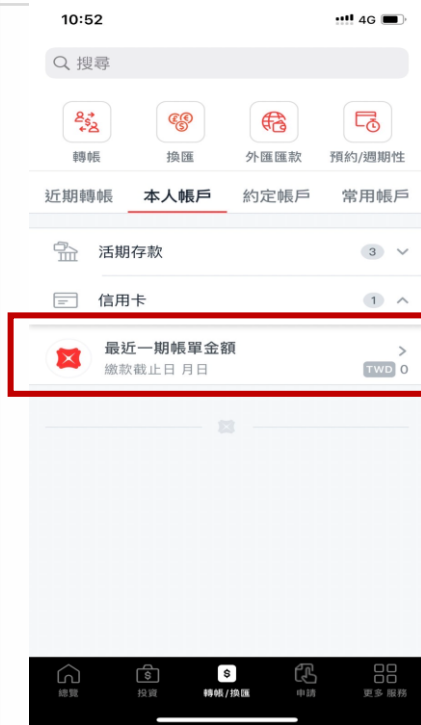 10:52 4G
搜尋
轉帳 換匯 外匯匯款 預約/週期性
近期轉帳 本人帳戶 約定帳戶 常用帳戶
活期存款 3
信用卡 1
最近一期帳單金額
繳款截止日 月日 TWD 0
總覽 投資 轉帳/換匯 申請 更多 服務